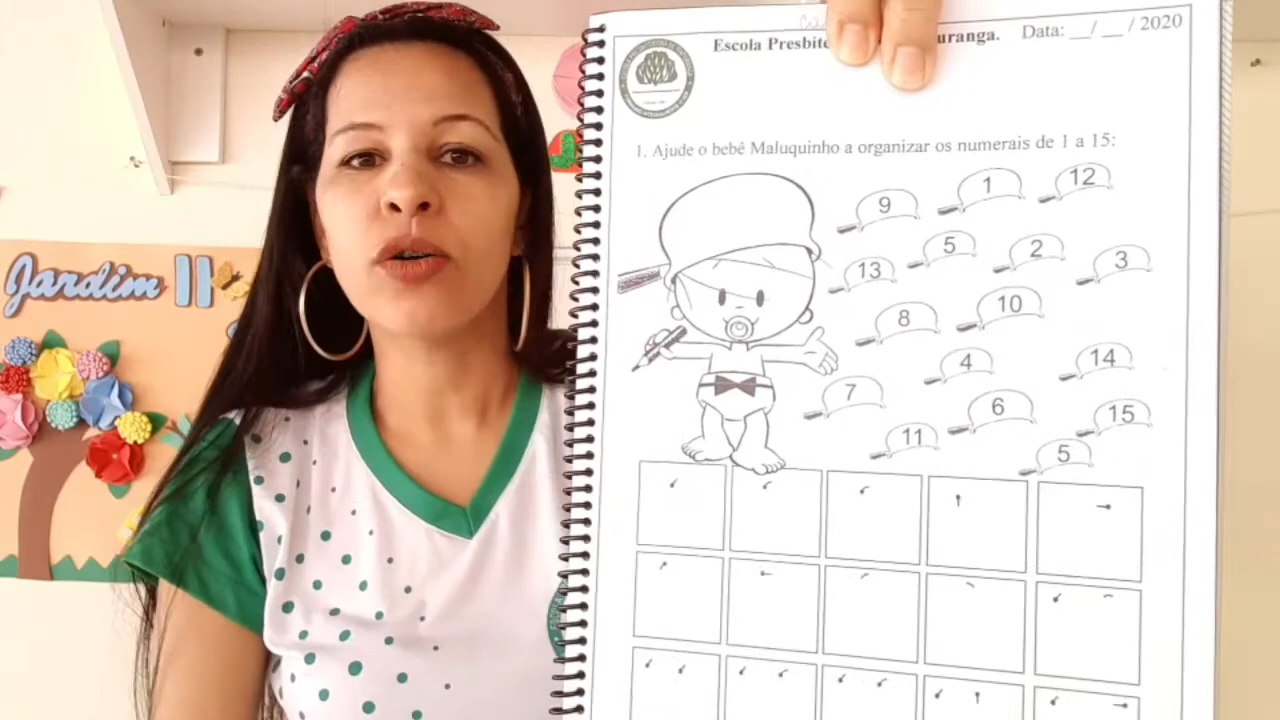 Jardim II
Escola Presbite uranga. Data: __/__/ 2020
1. Ajude o bebê Maluquinho a organizar os numerais de 1 a 15:
9 1 12
13 5 2 3
8 10
4 14
7 6 15
11 5